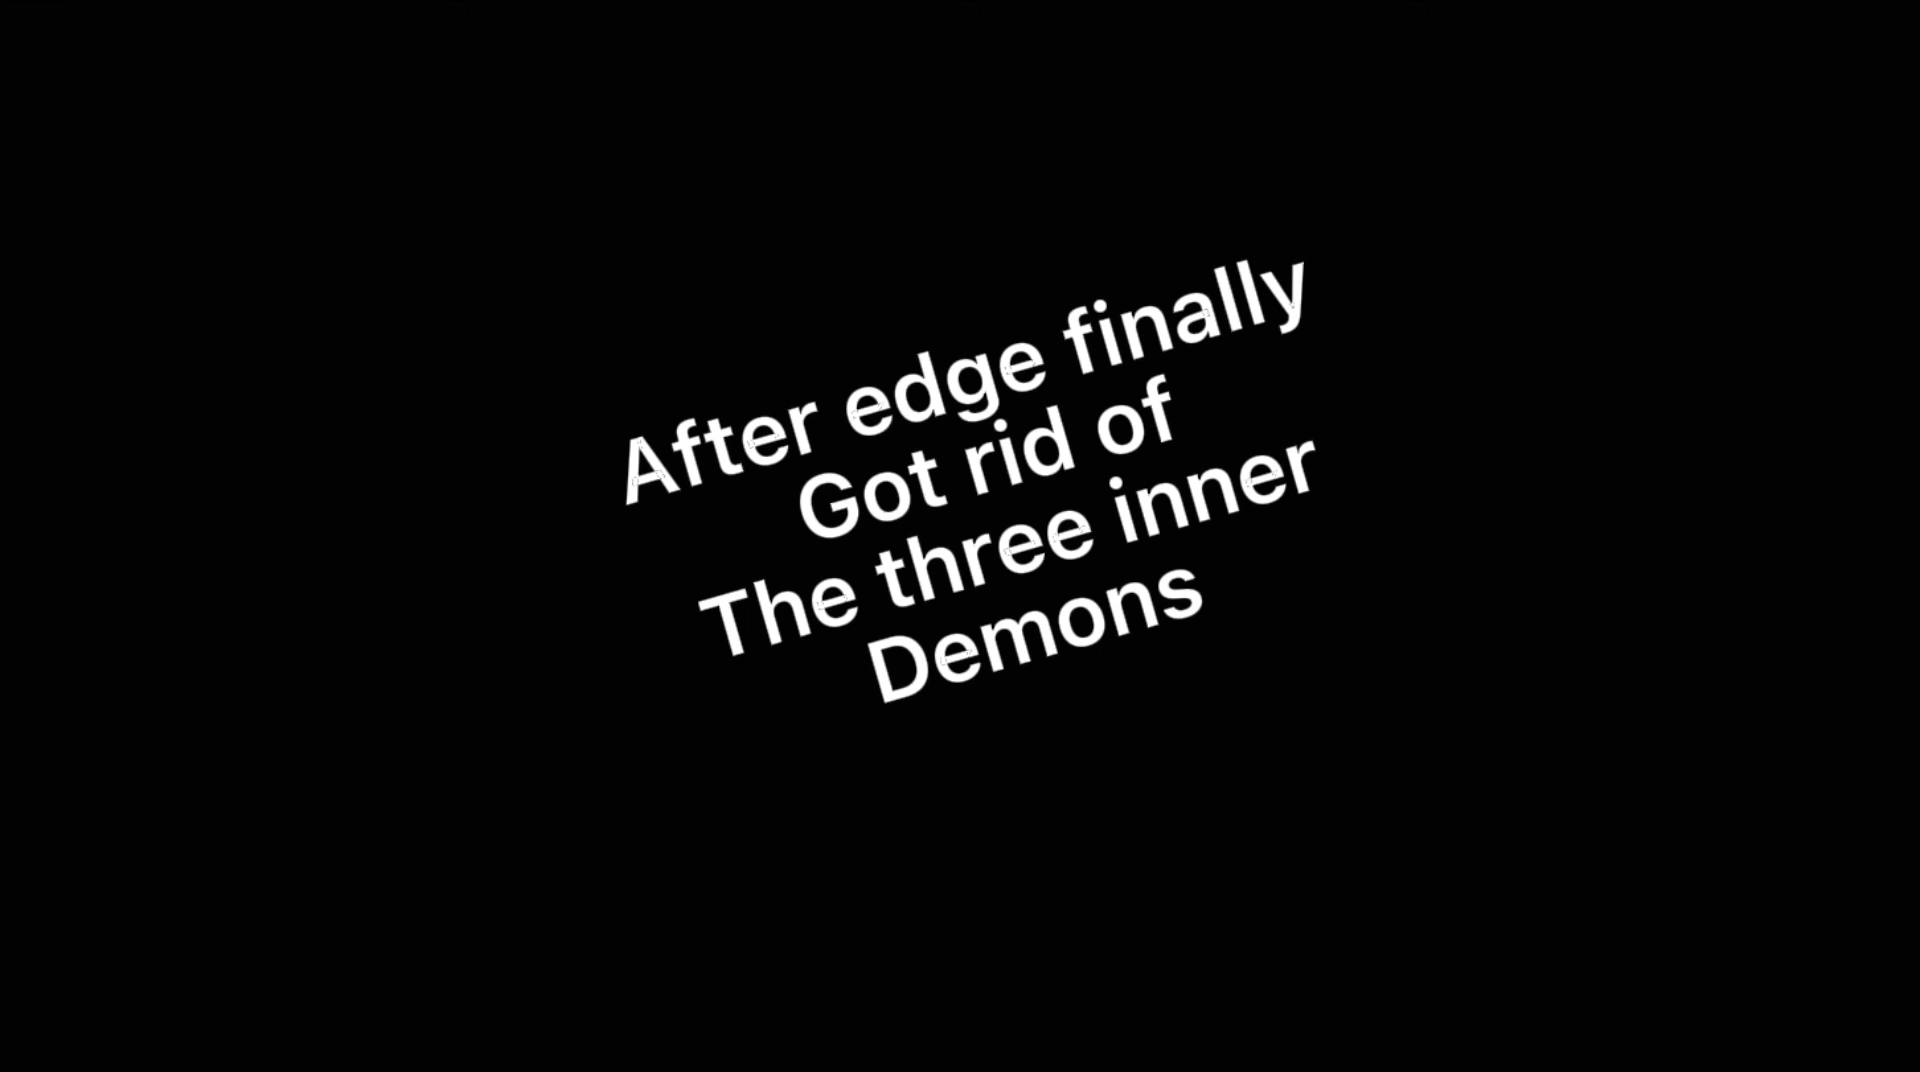 After edge finally
Got rid of
The three inner
Demons